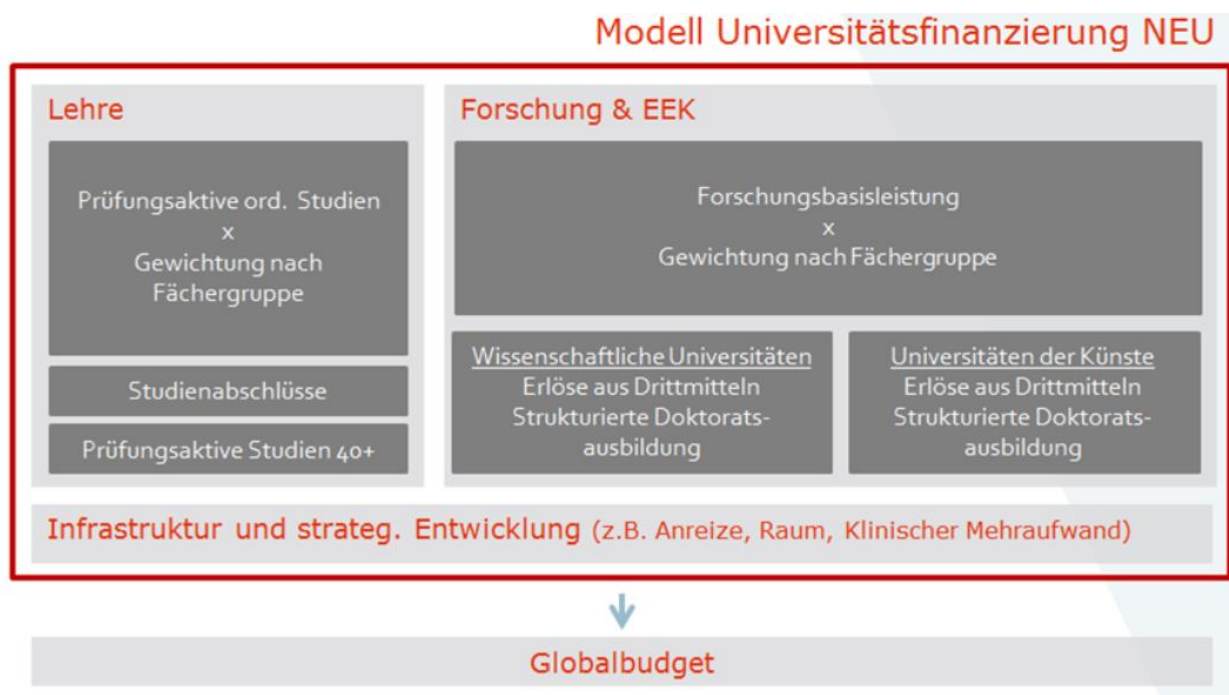 Modell Universitätsfinanzierung NEU
Lehre
Prüfungsaktive ord. Studien
x
Gewichtung nach
Fächergruppe
Studienabschlüsse
Prüfungsaktive Studien 40+
Forschung & EEK
Forschungsbasisleistung
x
Gewichtung nach Fächergruppe
Wissenschaftliche Universitäten
Erlöse aus Drittmitteln
Strukturierte Doktorats-
ausbildung
Universitäten der Künste
Erlöse aus Drittmitteln
Strukturierte Doktorats-
ausbildung
Infrastruktur und strateg. Entwicklung (z.B. Anreize, Raum, Klinischer Mehraufwand)
Globalbudget